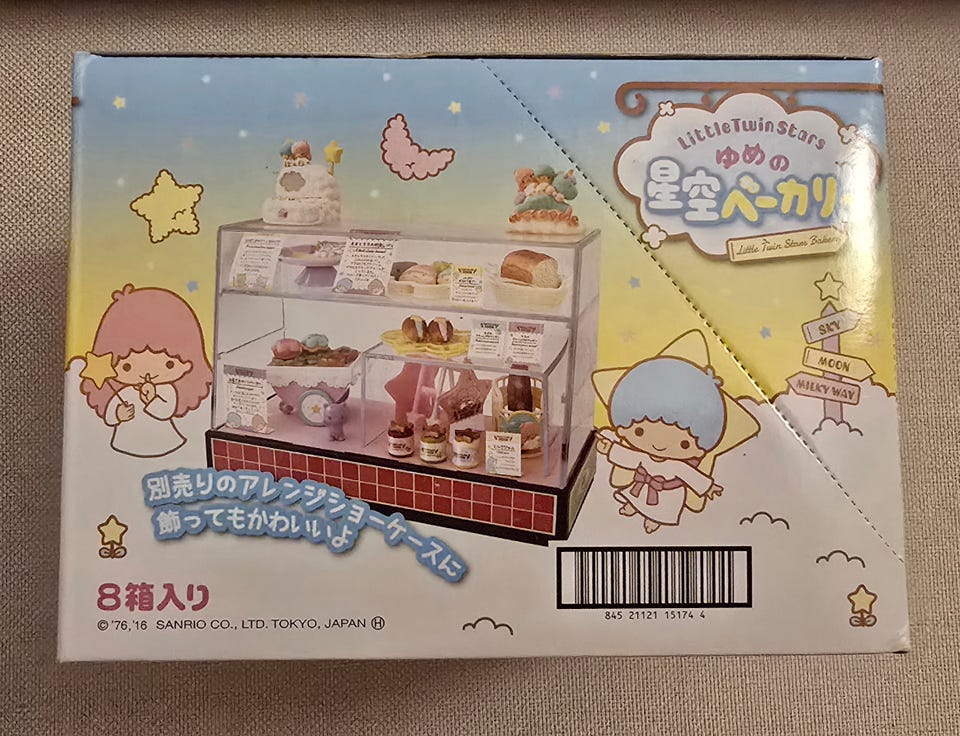 LittleTwinStars
ゆめの
星空ベーカリー
Little Twin Stars Bakery
SKY
MOON
MILKY WAY
別売りのアレンジショーケースに
飾ってもかわいいよ
8箱入り
© '76,'16 SANRIO CO., LTD. TOKYO, JAPAN Ⓗ
845 21121 15174 4